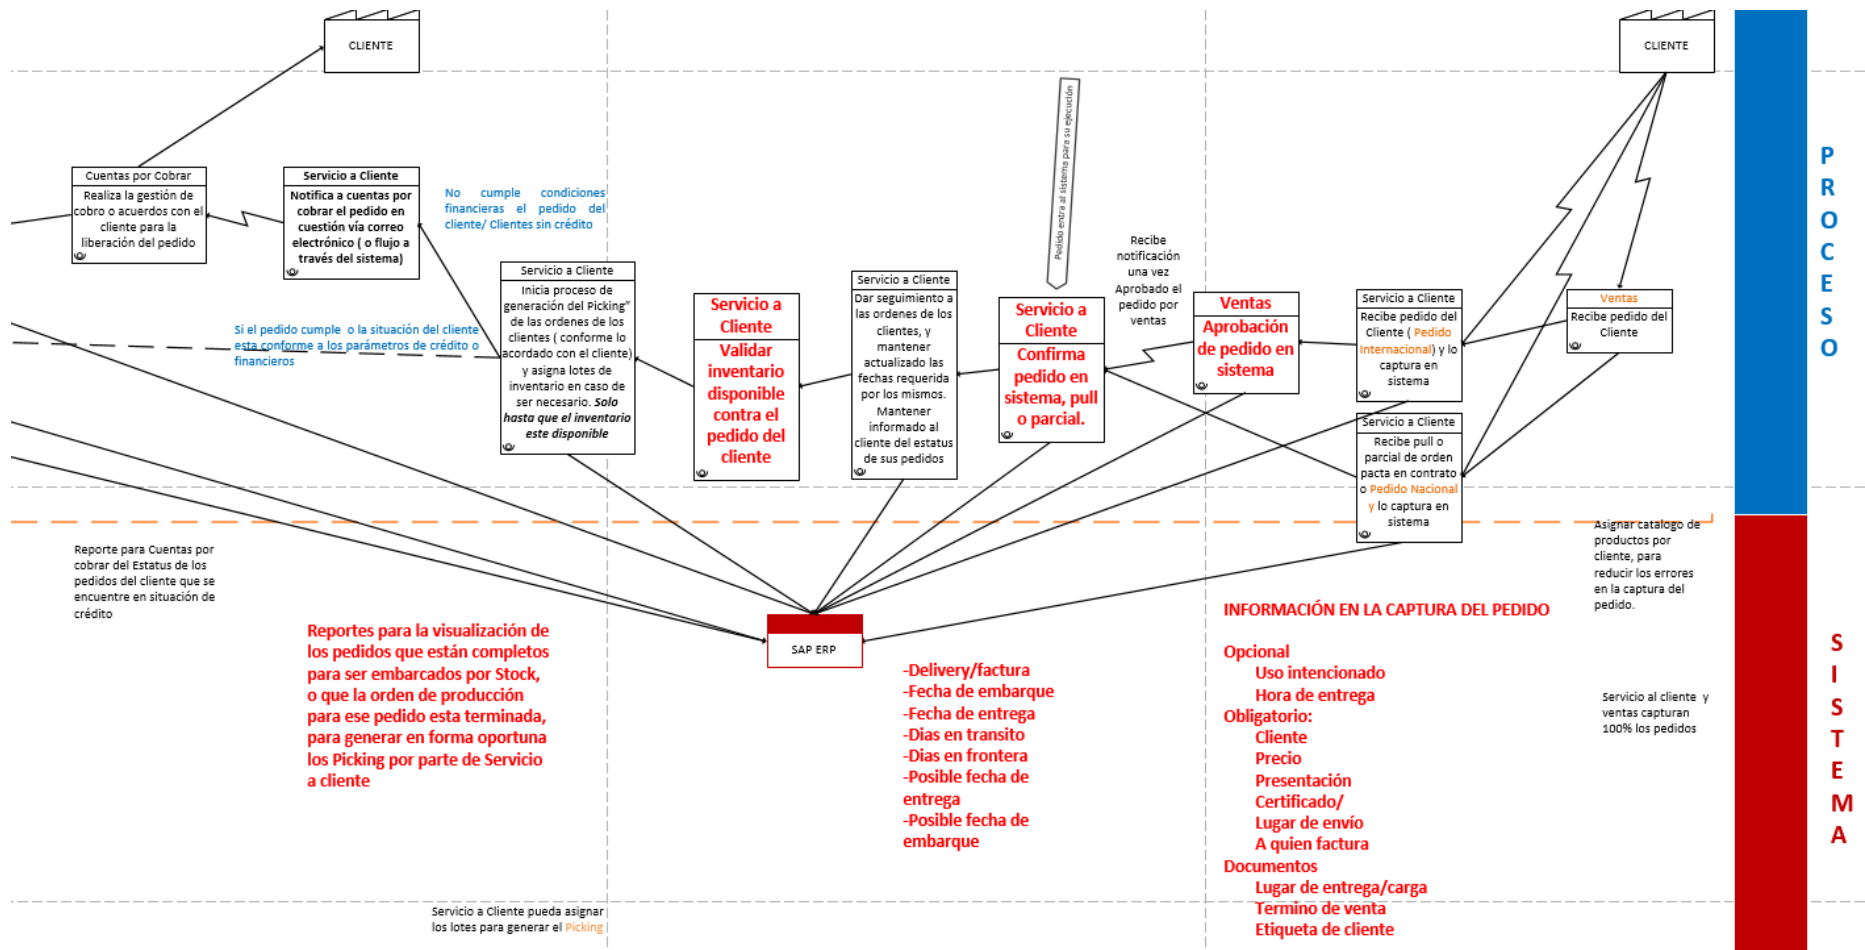 CLIENTE
CLIENTE
Cuentas por Cobrar
Realiza la gestión de
cobro o acuerdos con el
cliente para la
liberación del pedido
Servicio a Cliente
Notifica a cuentas por
cobrar el pedido en
cuestión vía correo
electrónico ( o flujo a
través del sistema)
No cumple condiciones
financieras el pedido del
cliente/ Clientes sin crédito
Si el pedido cumple o la situación del cliente
esta conforme a los parámetros de crédito o
financieros
Servicio a Cliente
Inicia proceso de
generación del Picking”
de las ordenes de los
clientes ( conforme lo
acordado con el cliente)
y asigna lotes de
inventario en caso de
ser necesario. Solo
hasta que el inventario
este disponible
Servicio a
Cliente
Validar
inventario
disponible
contra el
pedido del
cliente
Servicio a Cliente
Dar seguimiento a
las ordenes de los
clientes, y
mantener
actualizado las
fechas requerida
por los mismos.
Mantener
informado al
cliente del estatus
de sus pedidos
Pedido entra al sistema para su ejecución
Servicio a
Cliente
Confirma
pedido en
sistema, pull
o parcial.
Recibe
notificación
una vez
Aprobado el
pedido por
ventas
Ventas
Aprobación
de pedido en
sistema
Servicio a Cliente
Recibe pedido del
Cliente ( Pedido
Internacional) y lo
captura en
sistema
Servicio a Cliente
Recibe pull o
parcial de orden
pacta en contrato
o Pedido Nacional
y lo captura en
sistema
Ventas
Recibe pedido del
Cliente
PROCESO
Reporte para Cuentas por
cobrar del Estatus de los
pedidos del cliente que se
encuentre en situación de
crédito
Reportes para la visualización de
los pedidos que están completos
para ser embarcados por Stock,
o que la orden de producción
para ese pedido esta terminada,
para generar en forma oportuna
los Picking por parte de Servicio
a cliente
SAP ERP
-Delivery/factura
-Fecha de embarque
-Fecha de entrega
-Dias en transito
-Dias en frontera
-Posible fecha de
entrega
-Posible fecha de
embarque
INFORMACIÓN EN LA CAPTURA DEL PEDIDO
Opcional
Uso intencionado
Hora de entrega
Obligatorio:
Cliente
Precio
Presentación
Certificado/
Lugar de envío
A quien factura
Documentos
Lugar de entrega/carga
Termino de venta
Etiqueta de cliente
Asignar catalogo de
productos por
cliente, para
reducir los errores
en la captura del
pedido.
Servicio al cliente y
ventas capturan
100% los pedidos
SISTEMA
Servicio a Cliente pueda asignar
los lotes para generar el Picking